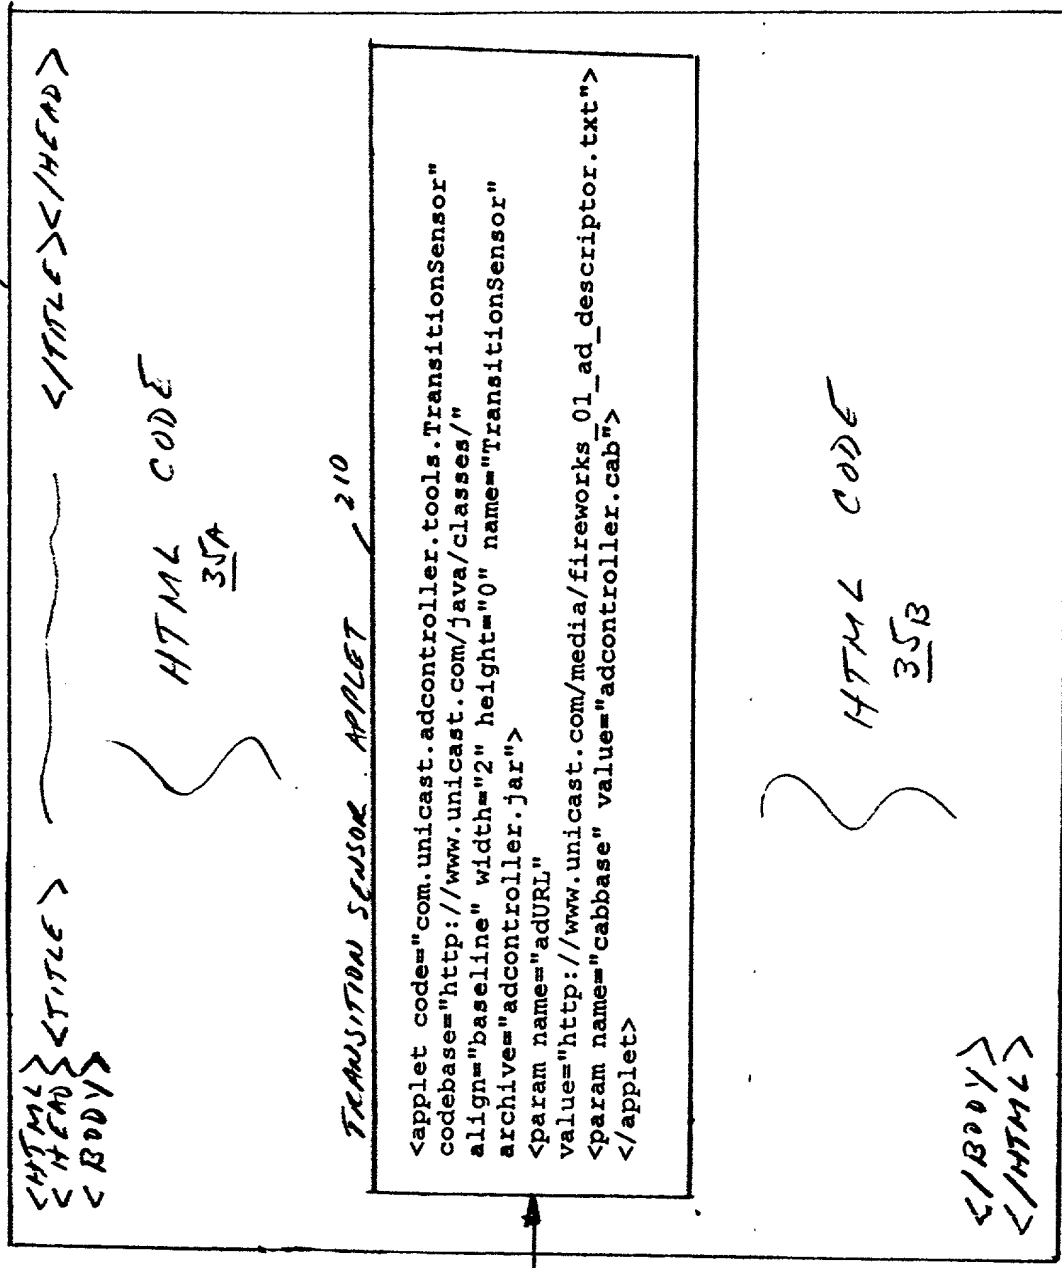 <HTML>
<HEAD><TITLE> </TITLE></HEAD>
<BODY>
HTML CODE
35A
TRANSITION SENSOR APPLET 210
<applet code="com.unicast.adcontroller.tools.TransitionSensor"
codebase="http://www.unicast.com/java/classes/"
align="baseline" width="2" height="0" name="TransitionSensor"
archive="adcontroller.jar">
<param name="adURL"
value="http://www.unicast.com/media/fireworks_01_ad_descriptor.txt">
<param name="cabbase" value="adcontroller.cab">
</applet>
HTML CODE
35B
</BODY>
</HTML>